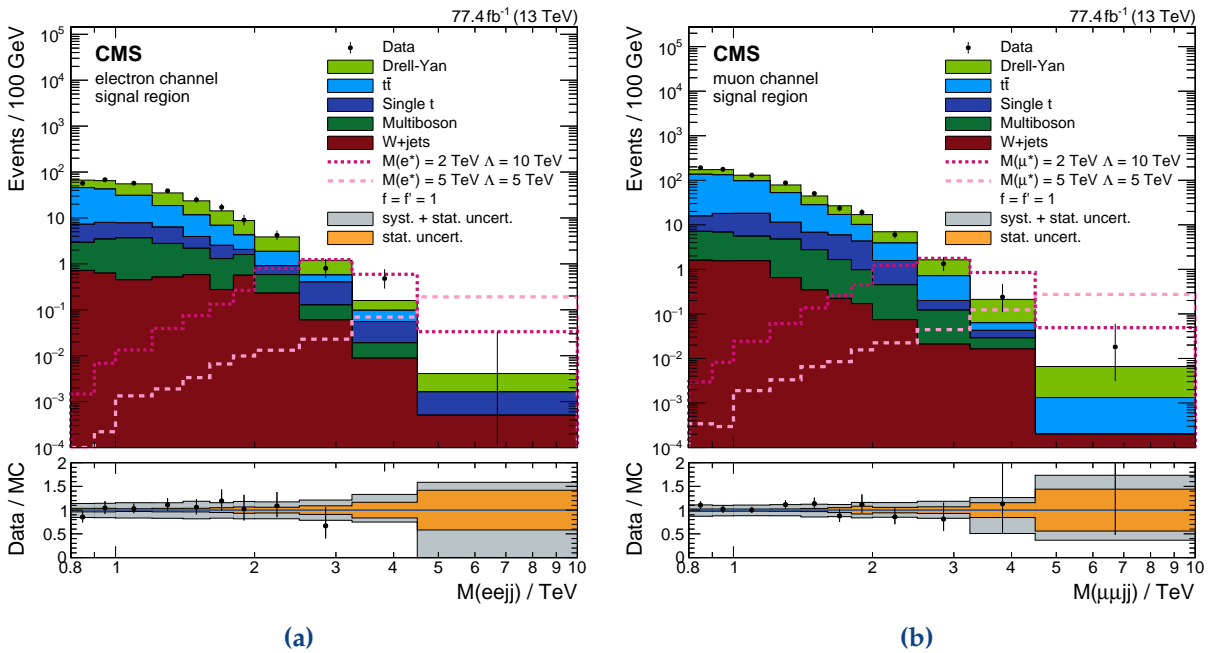 77.4 fb⁻¹ (13 TeV)
CMS
electron channel
signal region
Data
Drell-Yan
tt̄
Single t
Multiboson
W+jets
M(e*) = 2 TeV Λ = 10 TeV
M(e*) = 5 TeV Λ = 5 TeV
f = f' = 1
syst. + stat. uncert.
stat. uncert.
Events / 100 GeV
10⁵
10⁴
10³
10²
10
1
10⁻¹
10⁻²
10⁻³
10⁻⁴
Data / MC
2
1.5
1
0.5
0
0.8 1 2 3 4 5 6 7 8 9 10
M(eejj) / TeV
(a)
77.4 fb⁻¹ (13 TeV)
CMS
muon channel
signal region
Data
Drell-Yan
tt̄
Single t
Multiboson
W+jets
M(μ*) = 2 TeV Λ = 10 TeV
M(μ*) = 5 TeV Λ = 5 TeV
f = f' = 1
syst. + stat. uncert.
stat. uncert.
Events / 100 GeV
10⁵
10⁴
10³
10²
10
1
10⁻¹
10⁻²
10⁻³
10⁻⁴
Data / MC
2
1.5
1
0.5
0
0.8 1 2 3 4 5 6 7 8 9 10
M(μμjj) / TeV
(b)